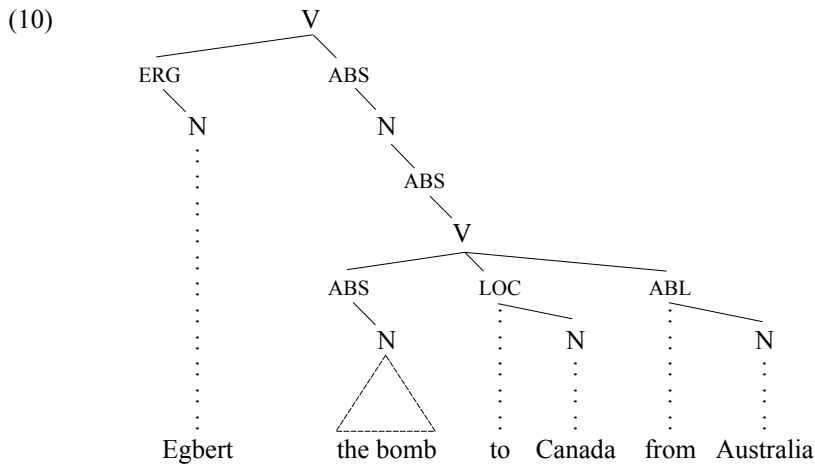 (10) V
ERG ABS
N N
ABS
V
ABS LOC ABL
N N N
Egbert the bomb to Canada from Australia